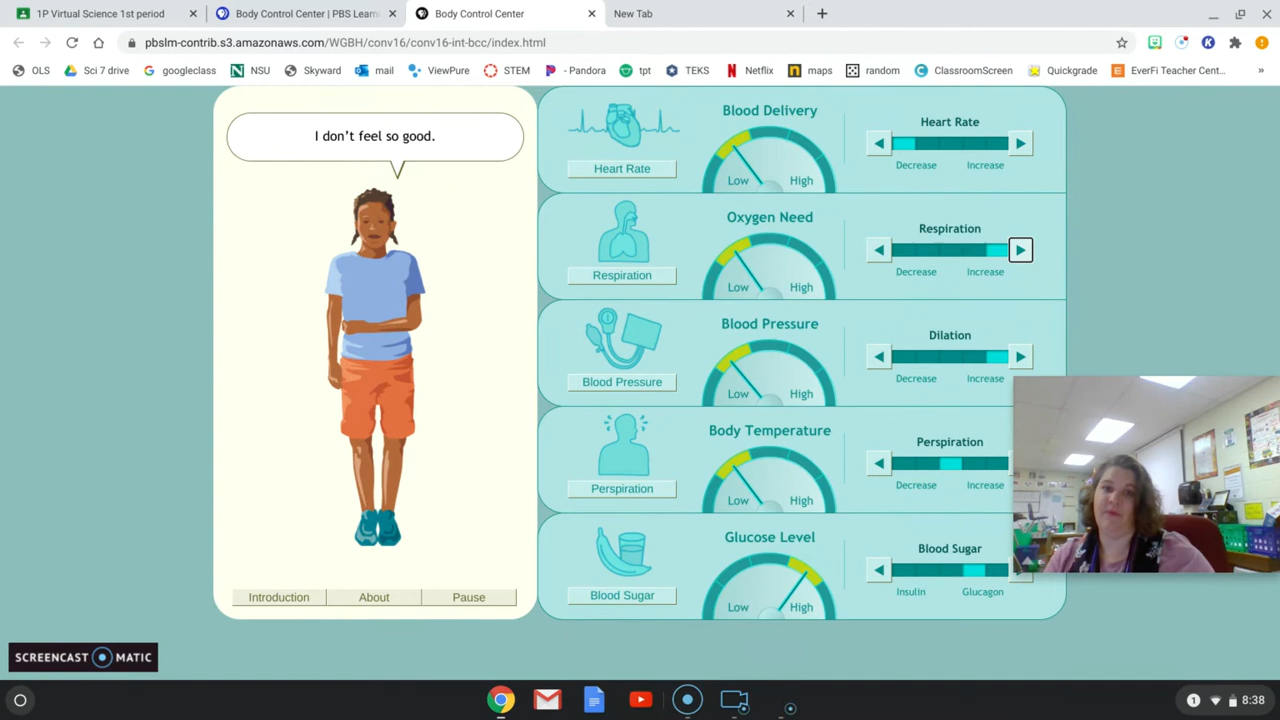 1P Virtual Science 1st period
Body Control Center | PBS Learni
Body Control Center
New Tab
pbslm-contrib.s3.amazonaws.com/WGBH/conv16/conv16-int-bcc/index.html
OLS
Sci 7 drive
googleclass
NSU
Skyward
mail
ViewPure
STEM
- Pandora
tpt
TEKS
Netflix
maps
random
ClassroomScreen
Quickgrade
EverFi Teacher Cent...
I don't feel so good.
Introduction
About
Pause
Heart Rate
Blood Delivery
Low
High
Heart Rate
Decrease
Increase
Respiration
Oxygen Need
Low
High
Respiration
Decrease
Increase
Blood Pressure
Blood Pressure
Low
High
Dilation
Decrease
Increase
Perspiration
Body Temperature
Low
High
Perspiration
Decrease
Increase
Blood Sugar
Glucose Level
Low
High
Blood Sugar
Insulin
Glucagon
SCREENCAST MATIC
1
8:38